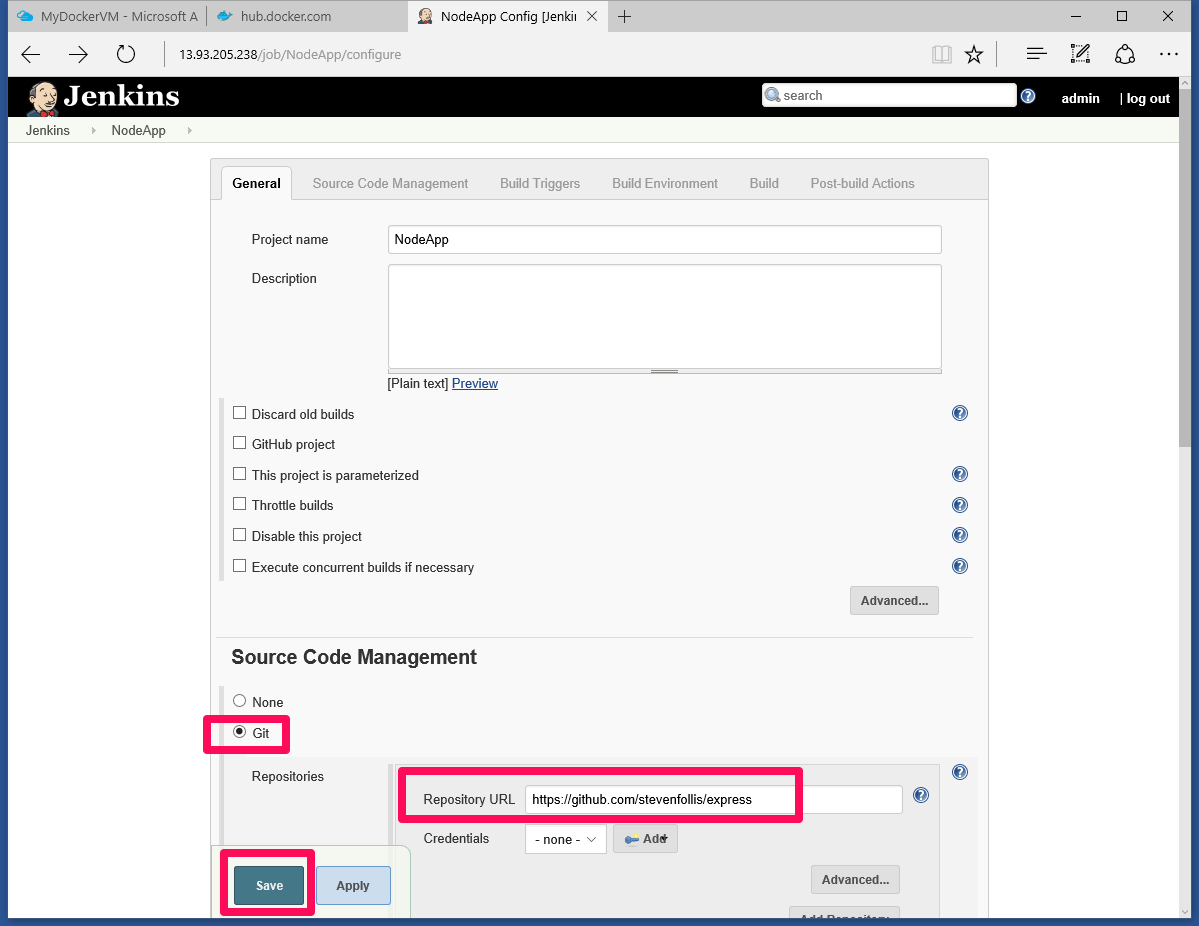 MyDockerVM - Microsoft A hub.docker.com NodeApp Config [Jenki
13.93.205.238/job/NodeApp/configure
Jenkins search admin | log out
Jenkins NodeApp
General Source Code Management Build Triggers Build Environment Build Post-build Actions
Project name NodeApp
Description
[Plain text] Preview
Discard old builds
GitHub project
This project is parameterized
Throttle builds
Disable this project
Execute concurrent builds if necessary
Advanced...
Source Code Management
None
Git
Repositories
Repository URL https://github.com/stevenfollis/express
Credentials - none - Add
Advanced...
Save Apply
Add Repository